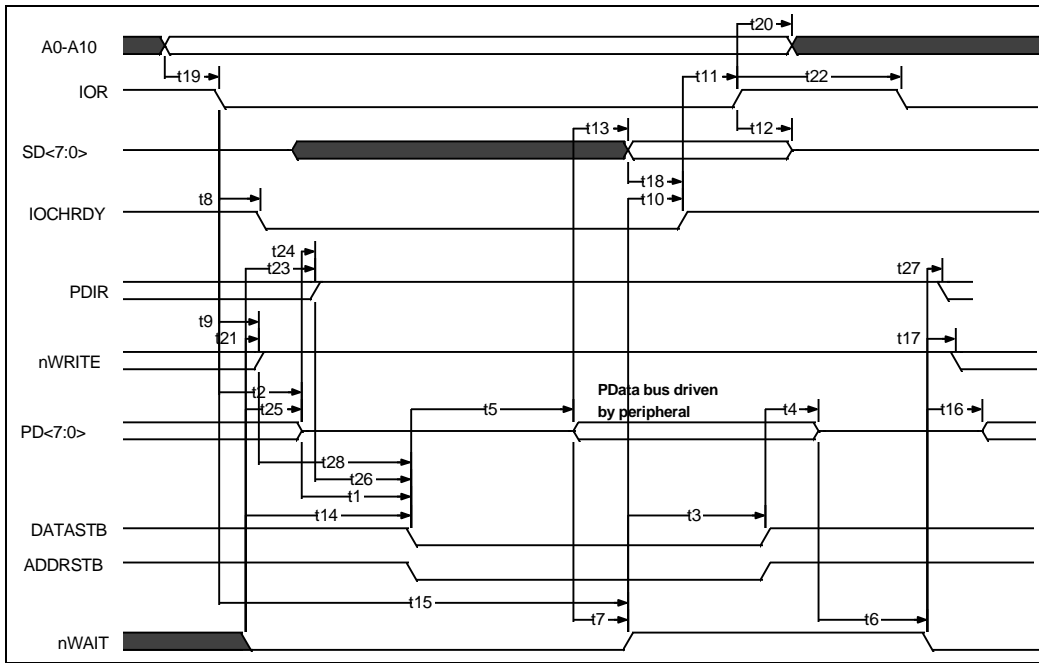 t20
A0-A10
t19
t11
t22
IOR
t13
t12
SD<7:0>
t18
t8
t10
IOCHRDY
t24
t23
t27
PDIR
t9
t21
t17
nWRITE
t2
PData bus driven
by peripheral
t25
t5
t4
t16
PD<7:0>
t28
t26
t1
t14
t3
DATASTB
ADDRSTB
t15
t7
t6
nWAIT